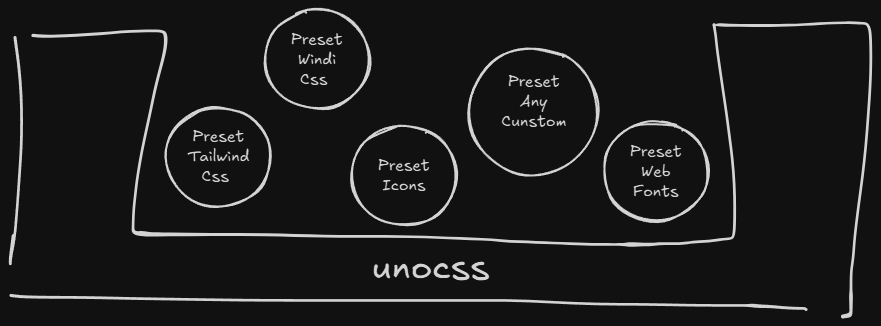 Preset
Windi
Css
Preset
Any
Cunstom
Preset
Tailwind
Css
Preset
Icons
Preset
Web
Fonts
unocss